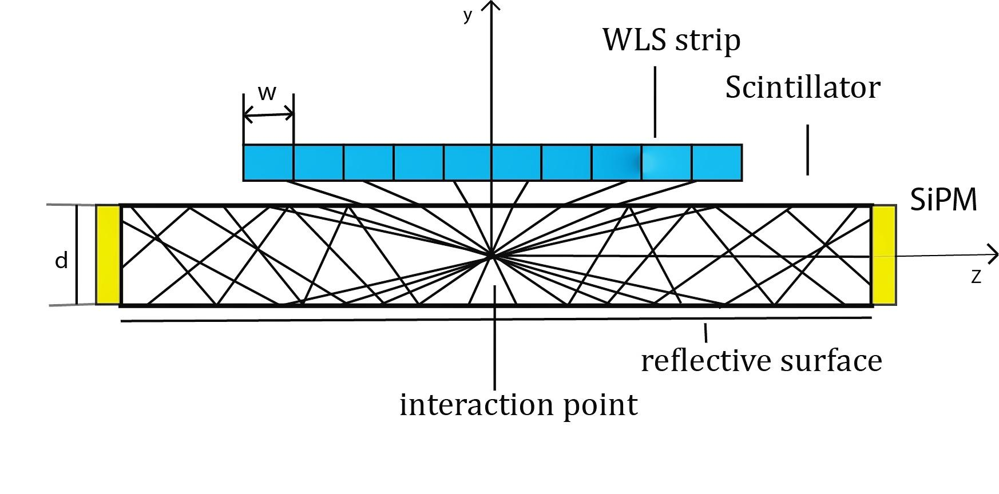 y
WLS strip
w
Scintillator
SiPM
d
z
reflective surface
interaction point